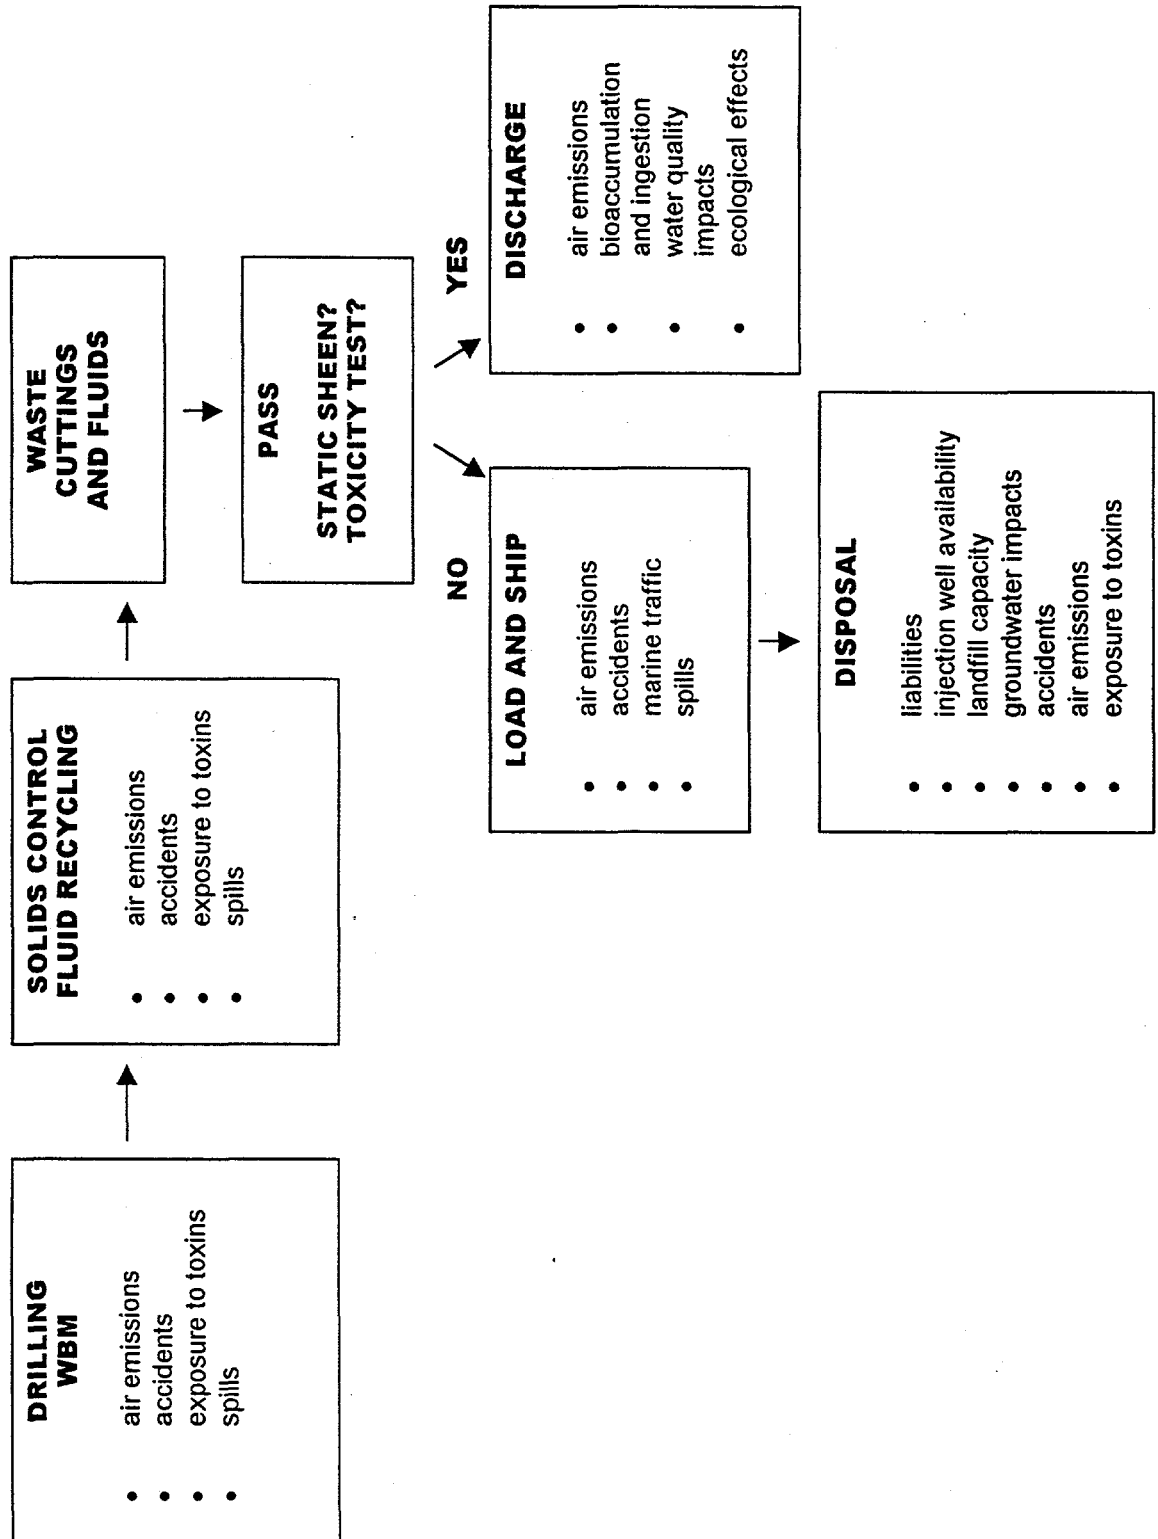 DRILLING
WBM
• air emissions
• accidents
• exposure to toxins
• spills
SOLIDS CONTROL
FLUID RECYCLING
• air emissions
• accidents
• exposure to toxins
• spills
WASTE
CUTTINGS
AND FLUIDS
PASS
STATIC SHEEN?
TOXICITY TEST?
NO
YES
LOAD AND SHIP
• air emissions
• accidents
• marine traffic
• spills
DISCHARGE
• air emissions
• bioaccumulation
and ingestion
• water quality
impacts
• ecological effects
DISPOSAL
• liabilities
• injection well availability
• landfill capacity
• groundwater impacts
• accidents
• air emissions
• exposure to toxins